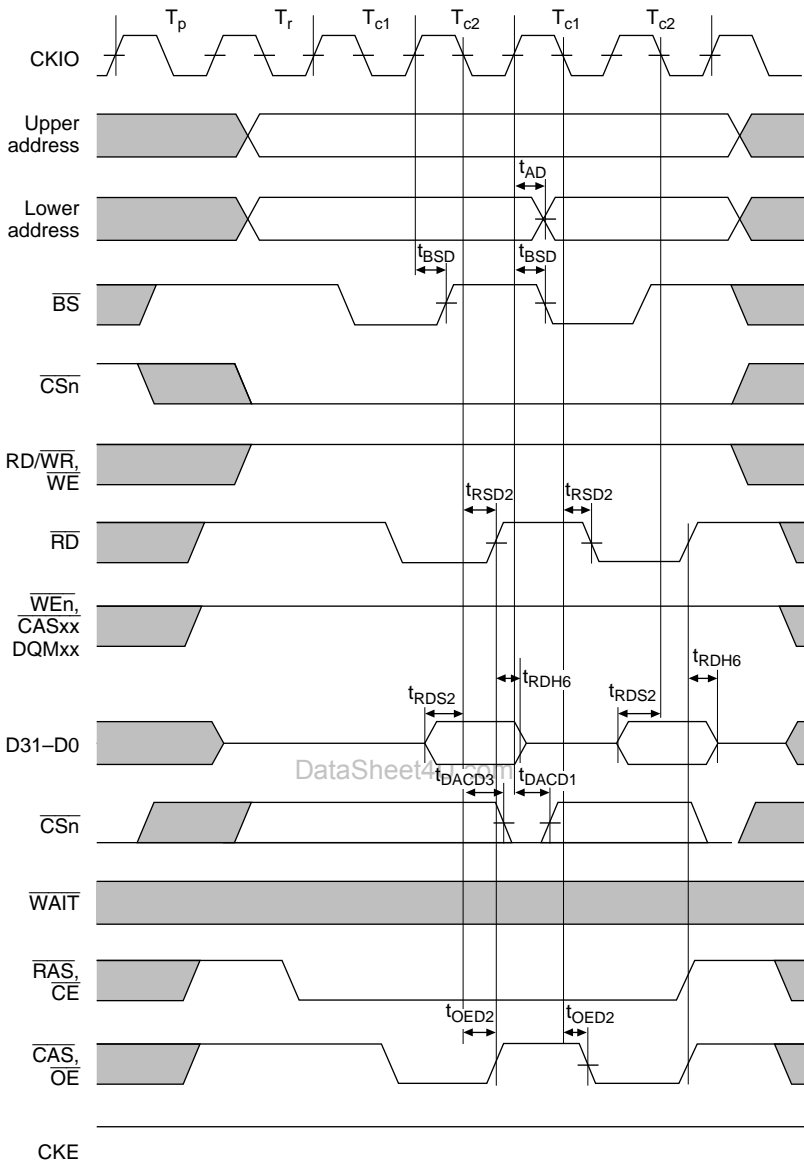 Tp Tr Tc1 Tc2 Tc1 Tc2
CKIO
Upper
address
tAD
Lower
address
tBSD tBSD
BS
CSn
RD/WR,
WE
tRSD2 tRSD2
RD
WEn,
CASxx
DQMxx
tRDH6 tRDH6
tRDS2 tRDS2
D31–D0
DataSheet4U.com
tDACD3 tDACD1
CSn
WAIT
RAS,
CE
tOED2 tOED2
CAS,
OE
CKE